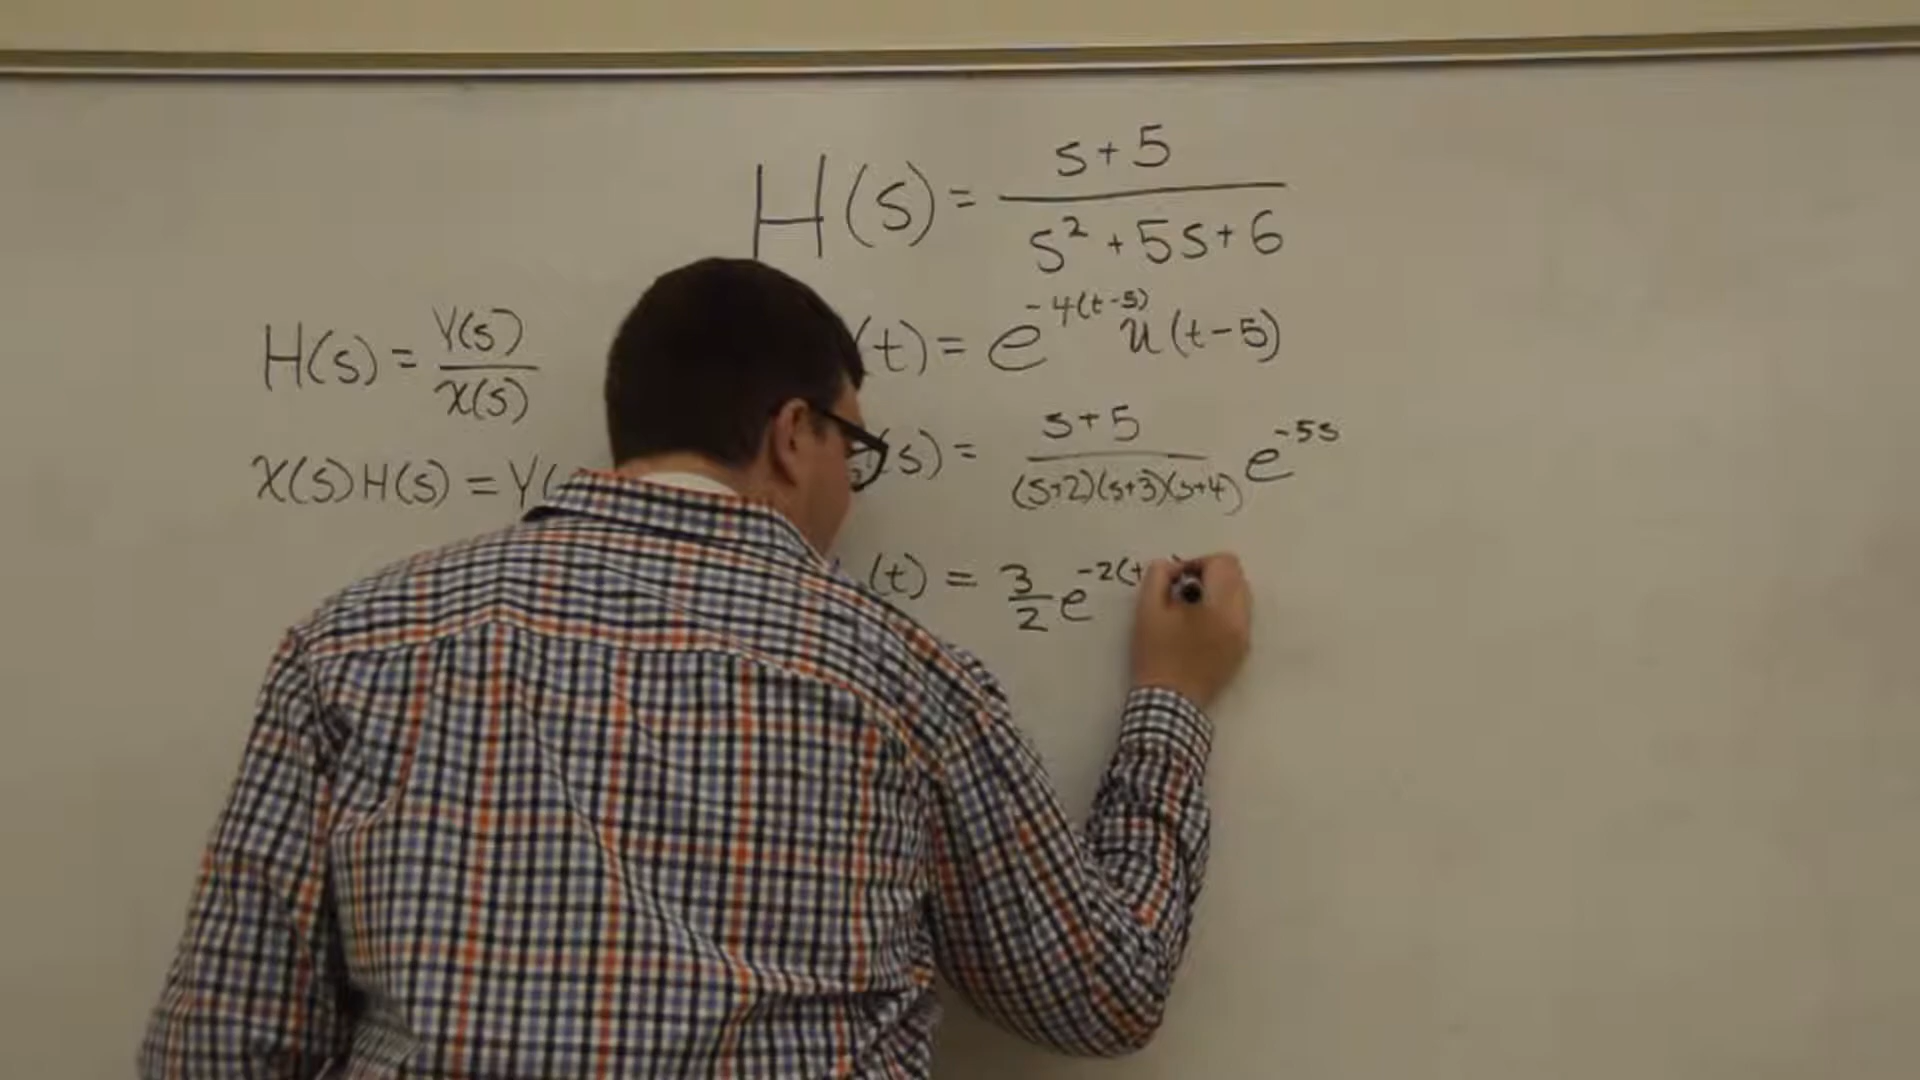 H(s) = s+5 / s² + 5s + 6
H(s) = Y(s) / X(s)
X(s)H(s) = Y(
(t) = e^-4(t-5) u(t-5)
(s) = s+5 / (s+2)(s+3)(s+4) e^-5s
(t) = 3/2 e^-2(t